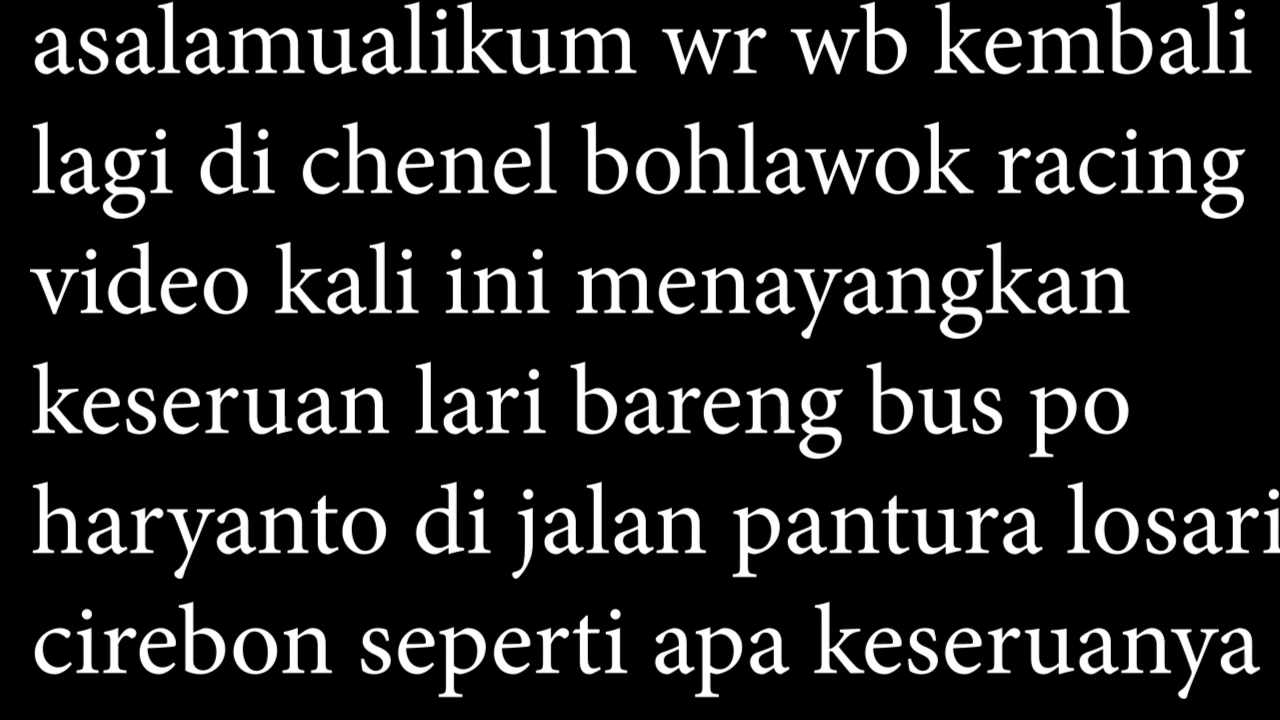 asalamualikum wr wb kembali
lagi di chenel bohlawok racing
video kali ini menayangkan
keseruan lari bareng bus po
haryanto di jalan pantura losari
cirebon seperti apa keseruanya